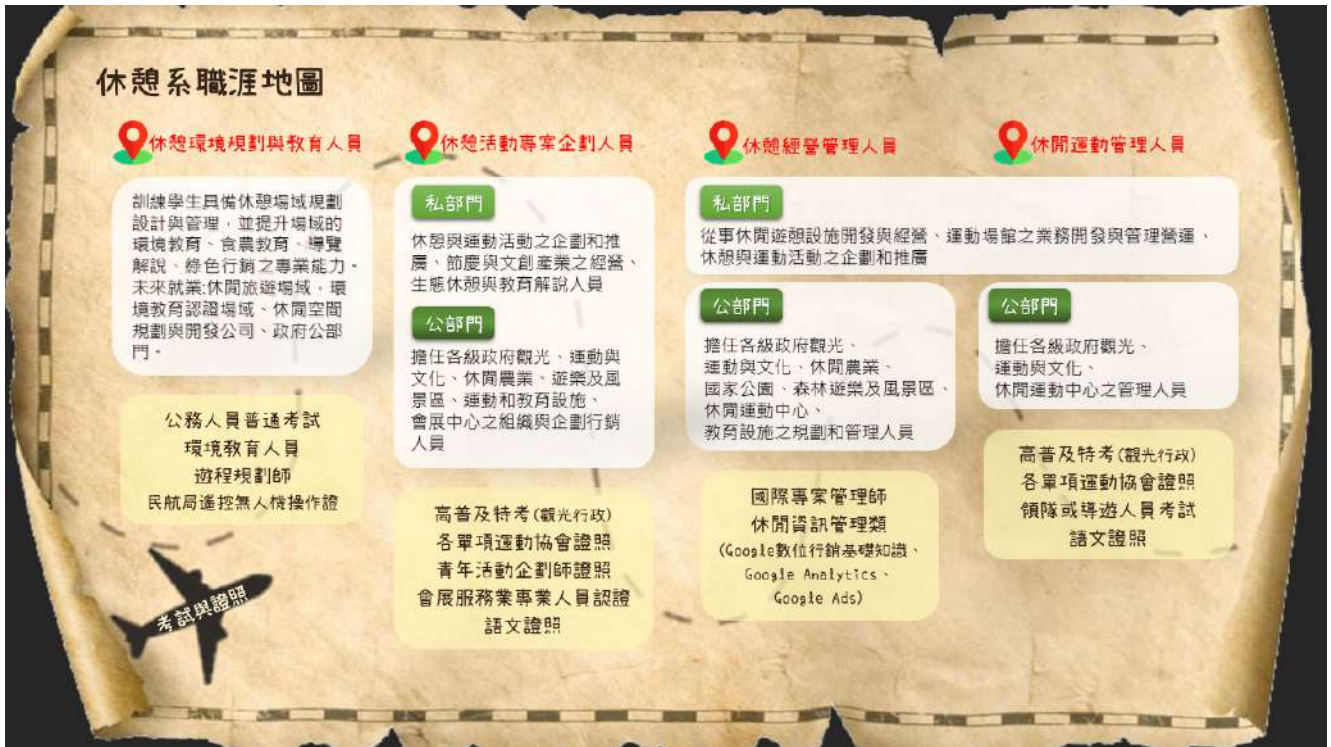 休憩系職涯地圖
休憩環境規劃與教育人員
訓練學生具備休憩場域規劃
設計與管理，並提升場域的
環境教育、食農教育、導覽
解說、綠色行銷之專業能力。
未來就業:休閒旅遊場域，環
境教育認證場域、休閒空間
規劃與開發公司、政府公部
門。
公務人員普通考試
環境教育人員
遊程規劃師
民航局遙控無人機操作證
休憩活動專案企劃人員
私部門
休憩與運動活動之企劃和推
廣、節慶與文創產業之經營、
生態休憩與教育解說人員
公部門
擔任各級政府觀光、運動與
文化、休閒農業、遊樂及風
景區、運動和教育設施、
會展中心之組織與企劃行銷
人員
高普及特考(觀光行政)
各單項運動協會證照
青年活動企劃師證照
會展服務業專業人員認證
語文證照
休憩經營管理人員
休閒運動管理人員
私部門
從事休閒遊憩設施開發與經營、運動場館之業務開發與管理營運、
休憩與運動活動之企劃和推廣
公部門
擔任各級政府觀光、
運動與文化、休閒農業、
國家公園、森林遊樂及風景區、
休閒運動中心、
教育設施之規劃和管理人員
國際專案管理師
休閒資訊管理類
(Google數位行銷基礎知識、
Google Analytics、
Google Ads)
公部門
擔任各級政府觀光、
運動與文化、
休閒運動中心之管理人員
高普及特考(觀光行政)
各單項運動協會證照
領隊或導遊人員考試
語文證照
考試與證照